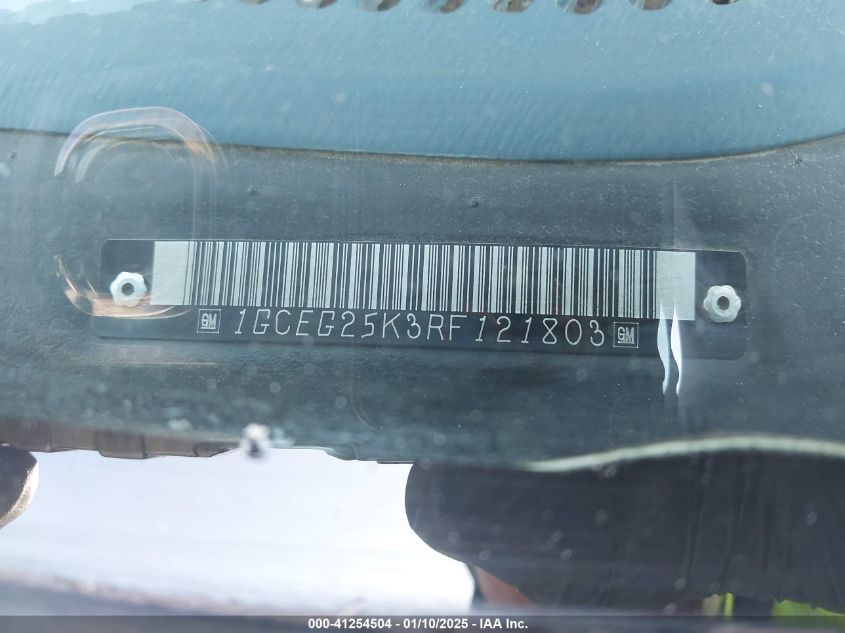 GM 1GCEG25K3RF121803 GM
000-41254504 - 01/10/2025 - IAA Inc.